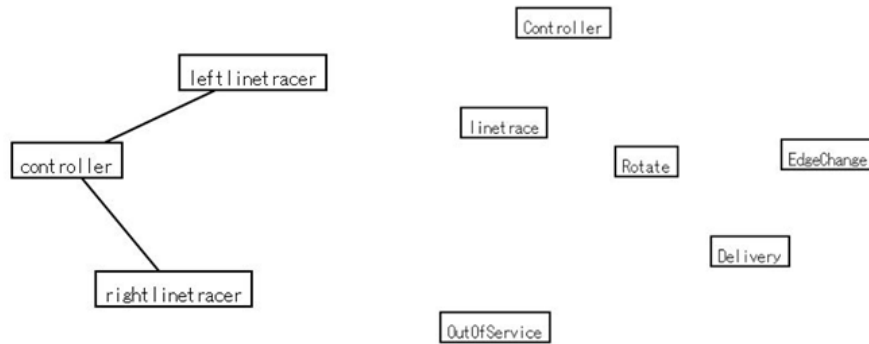 Controller
leftlinetracer
linetrace
controller
Rotate
EdgeChange
Delivery
rightlinetracer
OutOfService